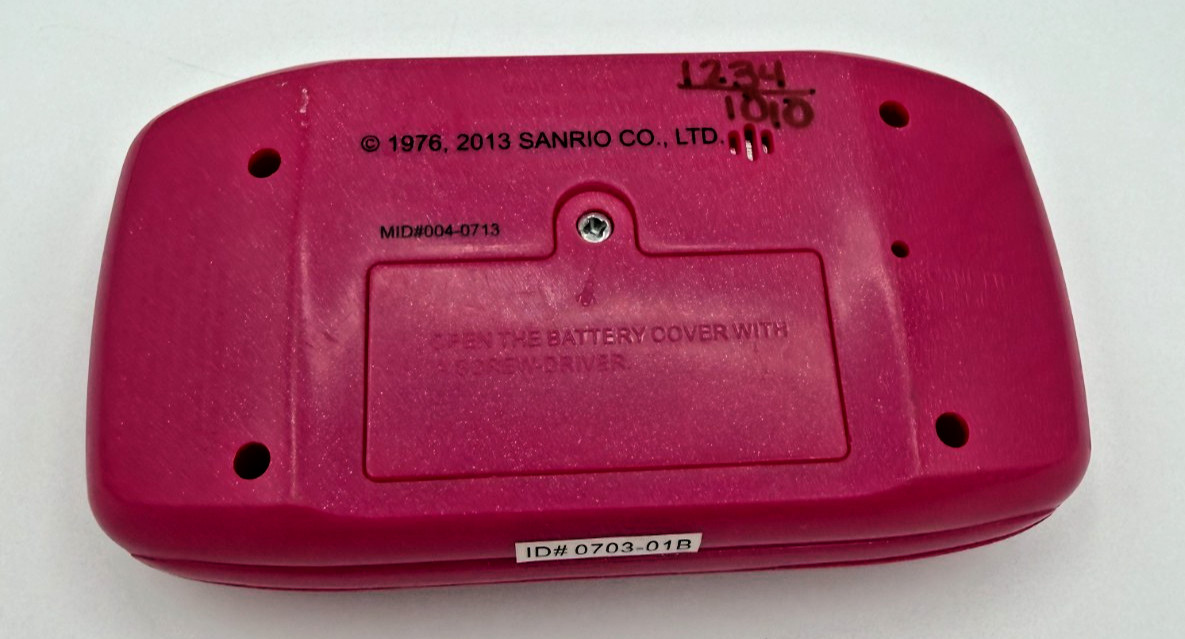 1234
1010
© 1976, 2013 SANRIO CO., LTD.
MID#004-0713
OPEN THE BATTERY COVER WITH
A SCREW-DRIVER.
ID# 0703-01B